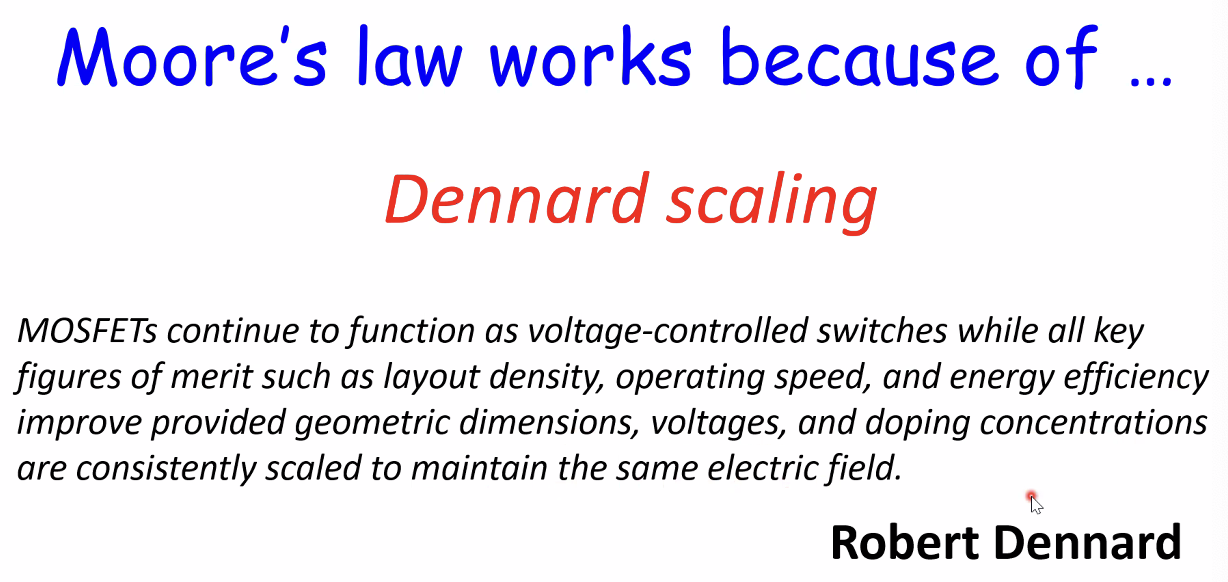 Moore's law works because of ...
Dennard scaling
MOSFETs continue to function as voltage-controlled switches while all key
figures of merit such as layout density, operating speed, and energy efficiency
improve provided geometric dimensions, voltages, and doping concentrations
are consistently scaled to maintain the same electric field.
Robert Dennard